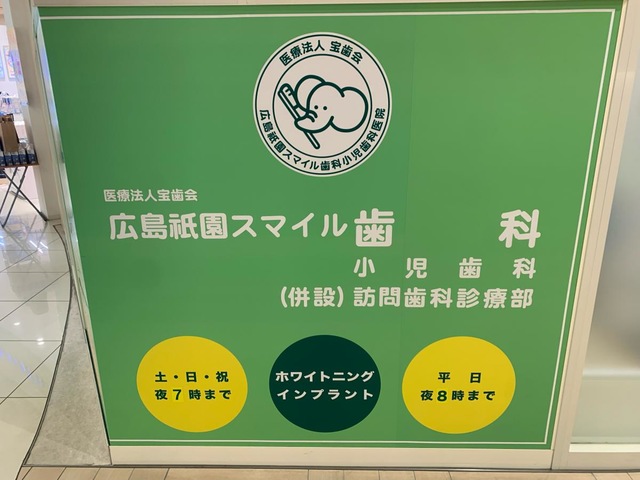 医療法人 宝歯会
広島祇園スマイル歯科小児歯科医院
医療法人宝歯会
広島祇園スマイル歯科
小児歯科
(併設)訪問歯科診療部
土・日・祝
夜7時まで
ホワイトニング
インプラント
平日
夜8時まで